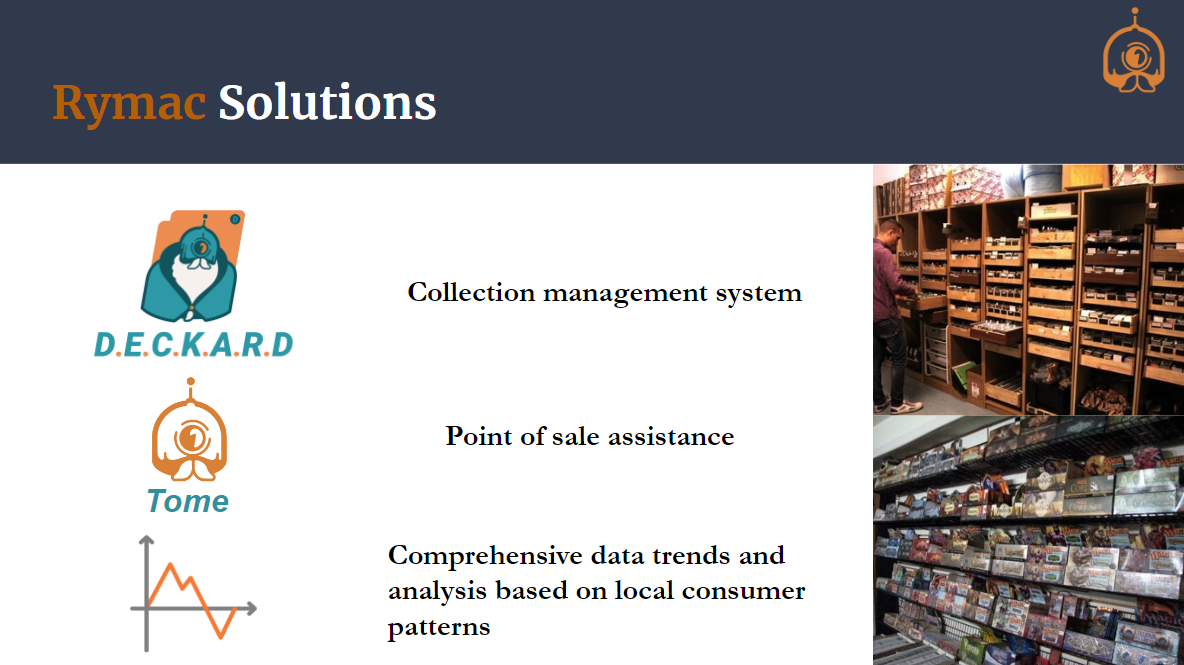 Rymac Solutions
D.E.C.K.A.R.D
Collection management system
Tome
Point of sale assistance
Comprehensive data trends and
analysis based on local consumer
patterns